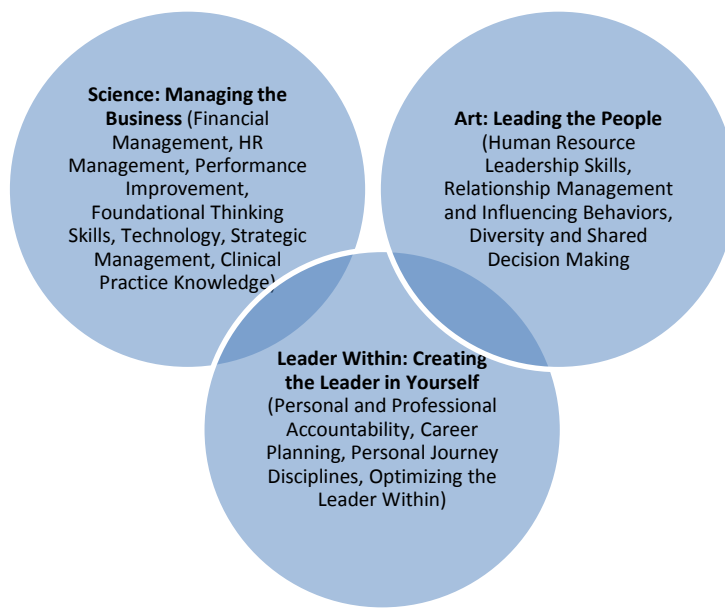 Science: Managing the
Business (Financial
Management, HR
Management, Performance
Improvement,
Foundational Thinking
Skills, Technology, Strategic
Management, Clinical
Practice Knowledge)
Art: Leading the People
(Human Resource
Leadership Skills,
Relationship Management
and Influencing Behaviors,
Diversity and Shared
Decision Making
Leader Within: Creating
the Leader in Yourself
(Personal and Professional
Accountability, Career
Planning, Personal Journey
Disciplines, Optimizing the
Leader Within)